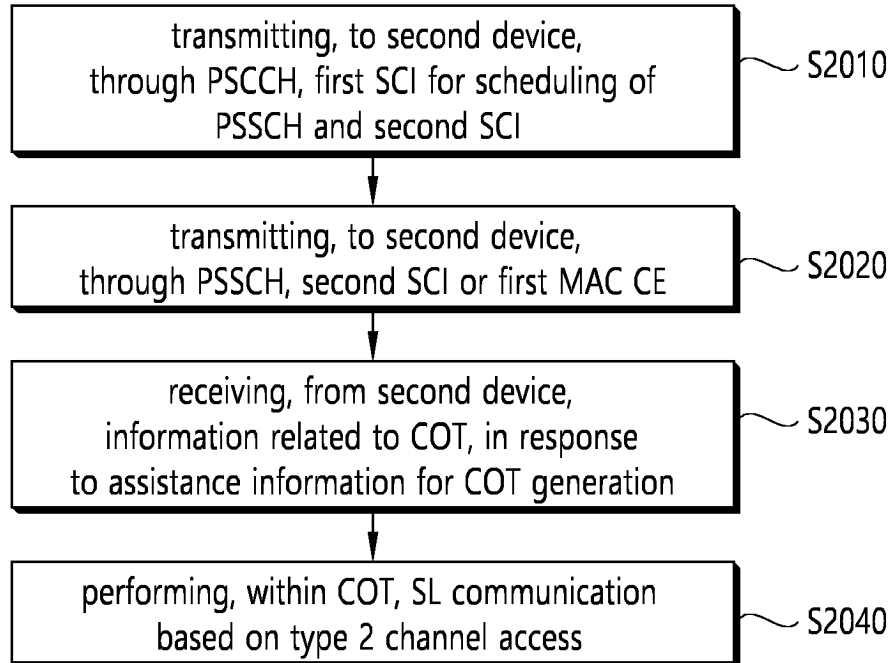 transmitting, to second device,
through PSCCH, first SCI for scheduling of
PSSCH and second SCI
S2010
transmitting, to second device,
through PSSCH, second SCI or first MAC CE
S2020
receiving, from second device,
information related to COT, in response
to assistance information for COT generation
S2030
performing, within COT, SL communication
based on type 2 channel access
S2040